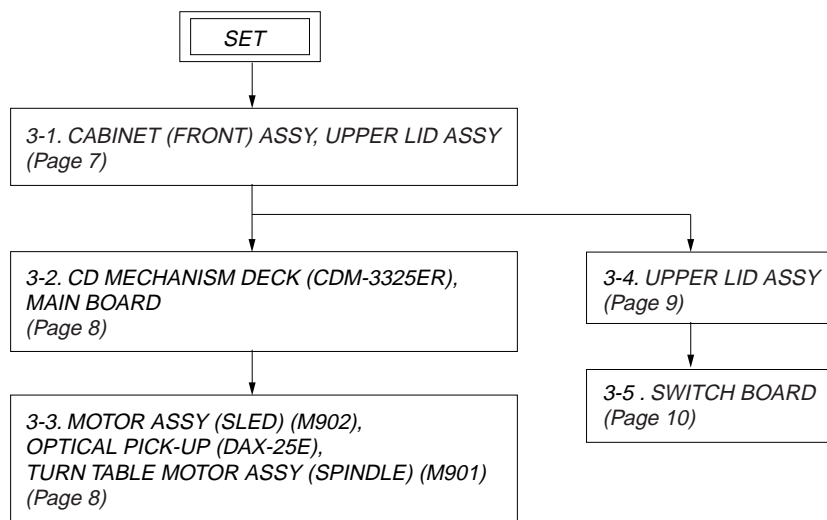 SET
3-1. CABINET (FRONT) ASSY, UPPER LID ASSY
(Page 7)
3-2. CD MECHANISM DECK (CDM-3325ER),
MAIN BOARD
(Page 8)
3-4. UPPER LID ASSY
(Page 9)
3-3. MOTOR ASSY (SLED) (M902),
OPTICAL PICK-UP (DAX-25E),
TURN TABLE MOTOR ASSY (SPINDLE) (M901)
(Page 8)
3-5 . SWITCH BOARD
(Page 10)